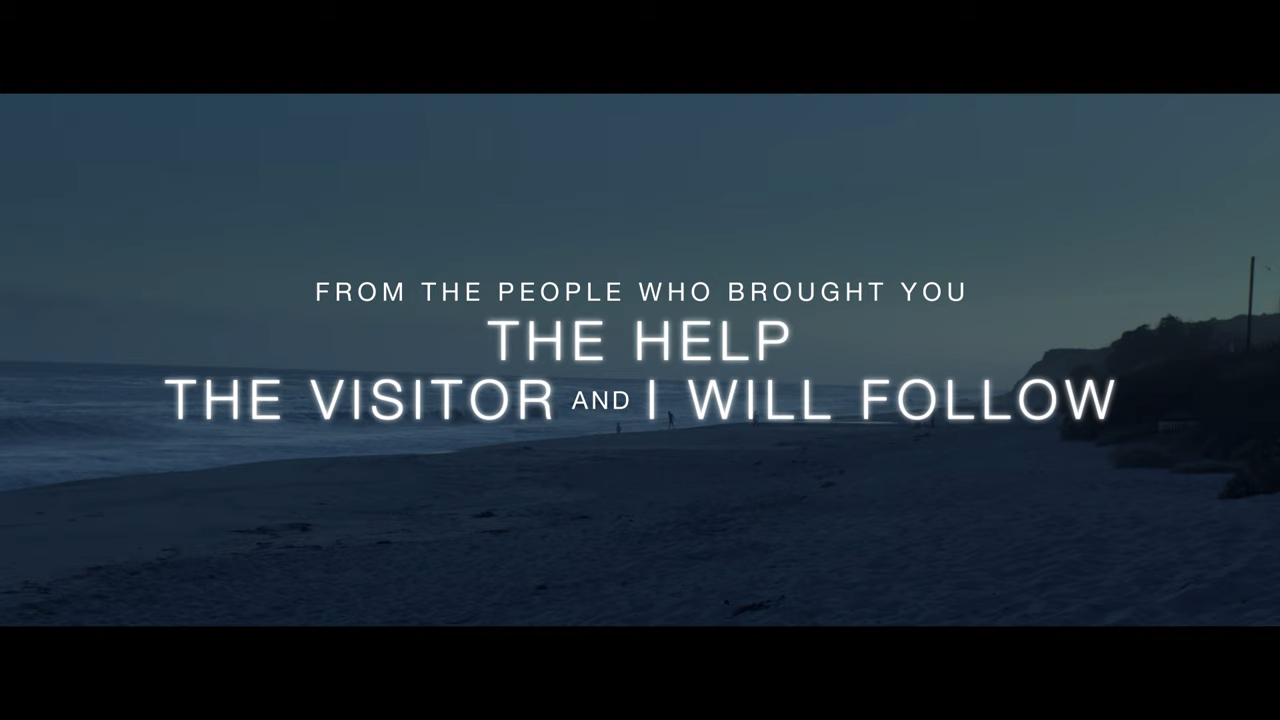 FROM THE PEOPLE WHO BROUGHT YOU
THE HELP
THE VISITOR AND I WILL FOLLOW